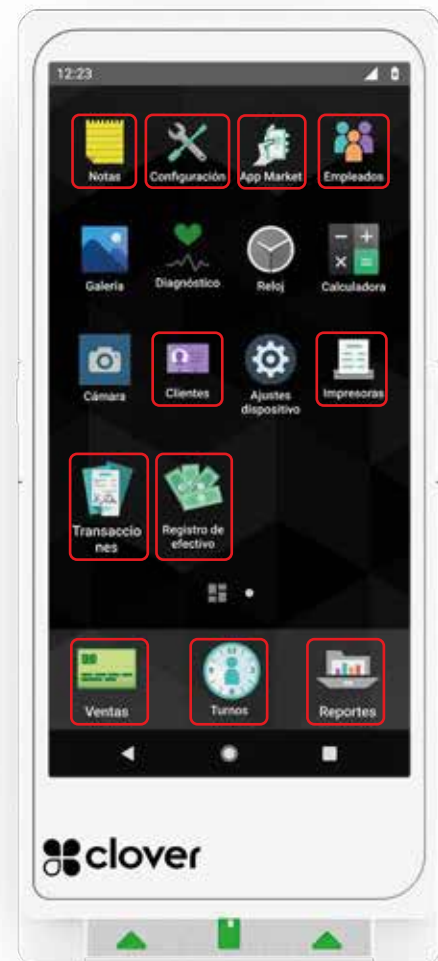 12:23
Notas
Configuración
App Market
Empleados
Galería
Diagnóstico
Reloj
Calculadora
Cámara
Clientes
Ajustes
dispositivo
Impresoras
Transaccio
nes
Registro de
efectivo
Ventas
Turnos
Reportes
clover